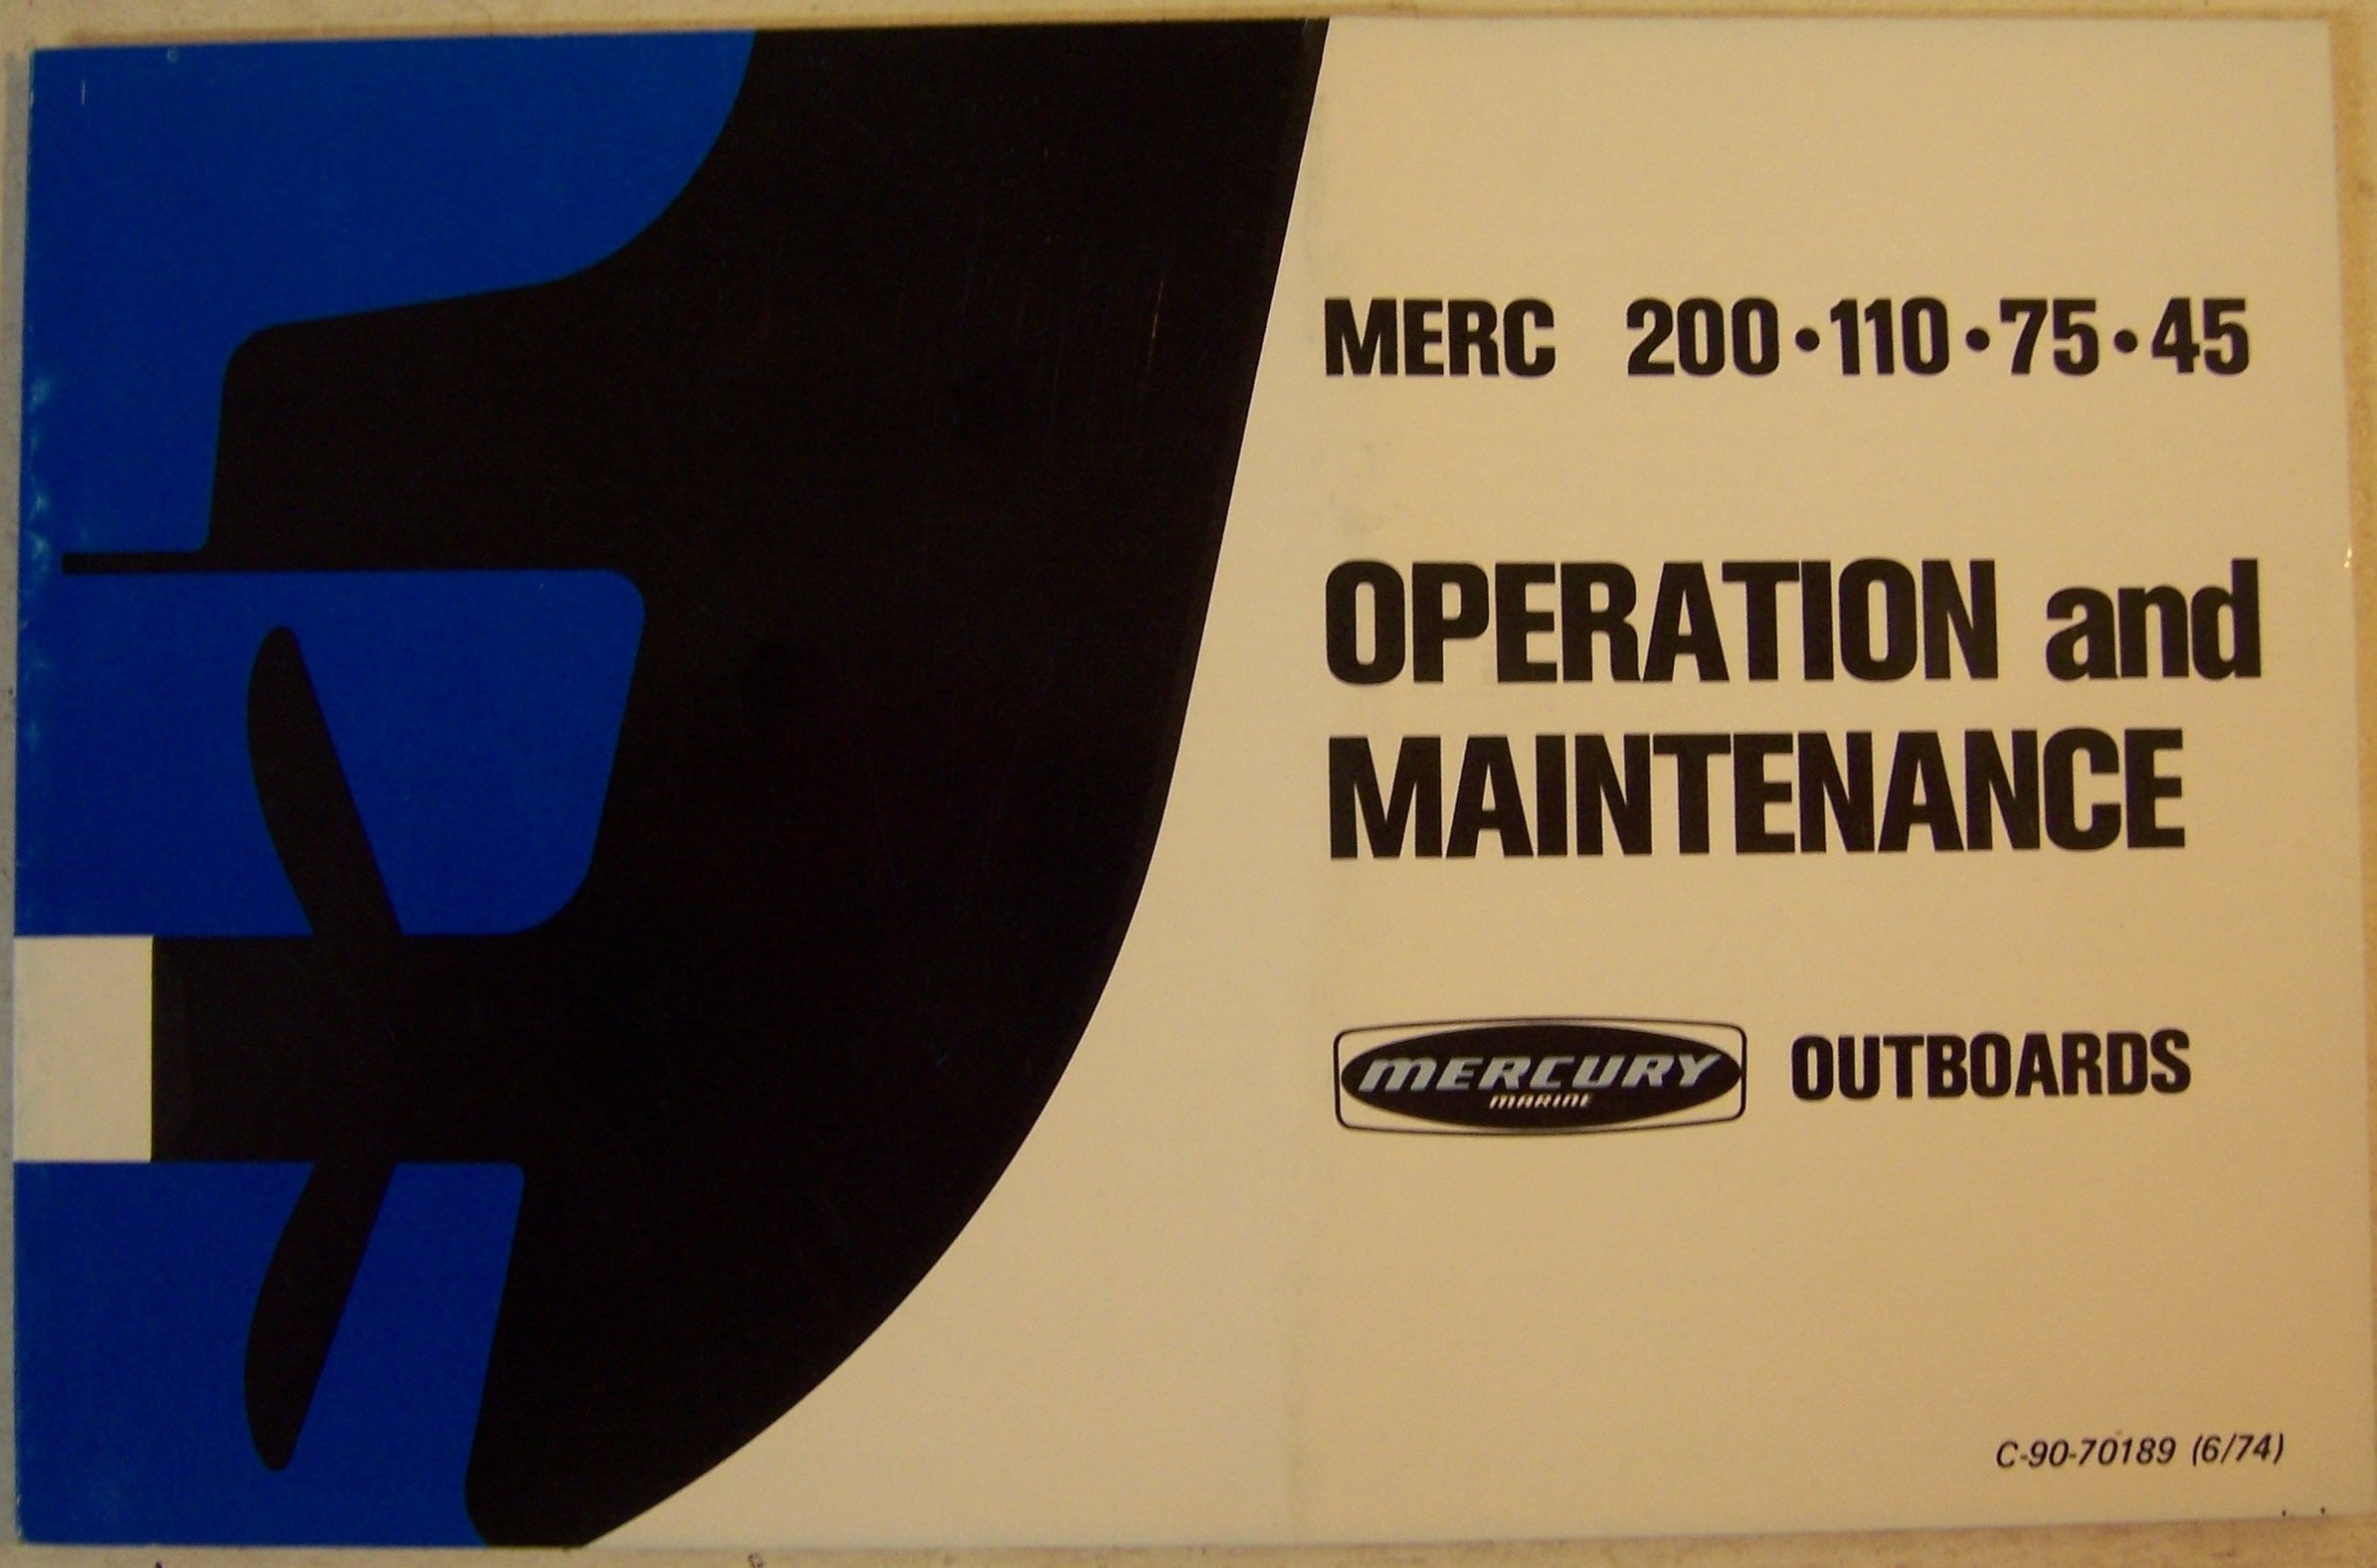 MERC 200•110•75•45
OPERATION and
MAINTENANCE
MERCURY
MARINE
OUTBOARDS
C-90-70189 (6/74)